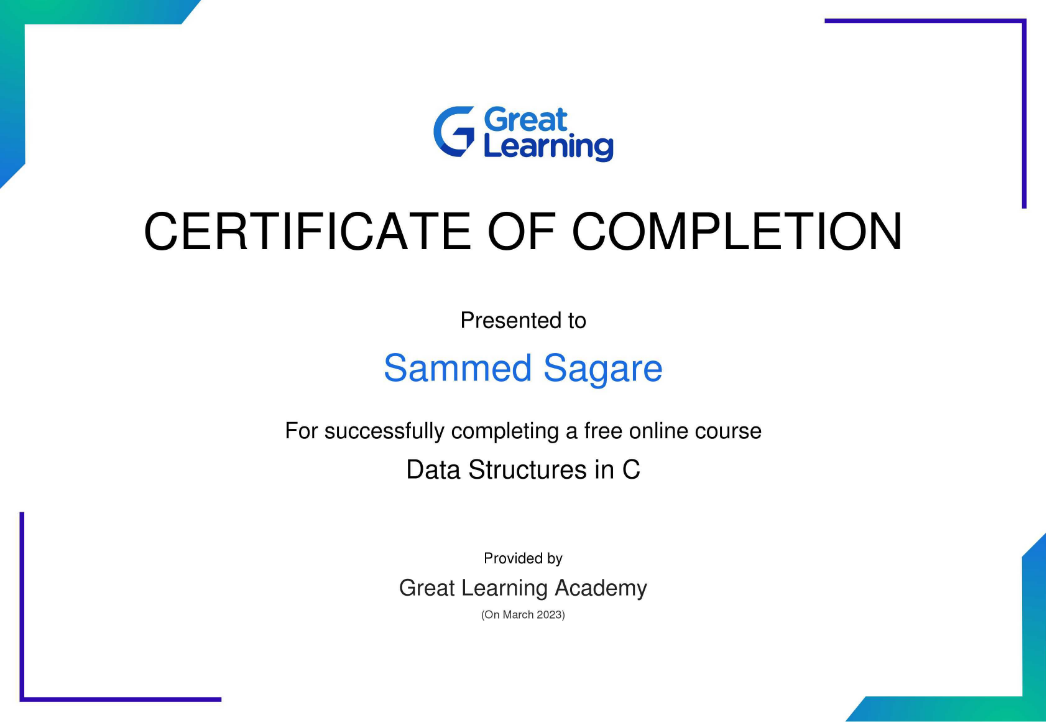 Great
Learning
CERTIFICATE OF COMPLETION
Presented to
Sammed Sagare
For successfully completing a free online course
Data Structures in C
Provided by
Great Learning Academy
(On March 2023)